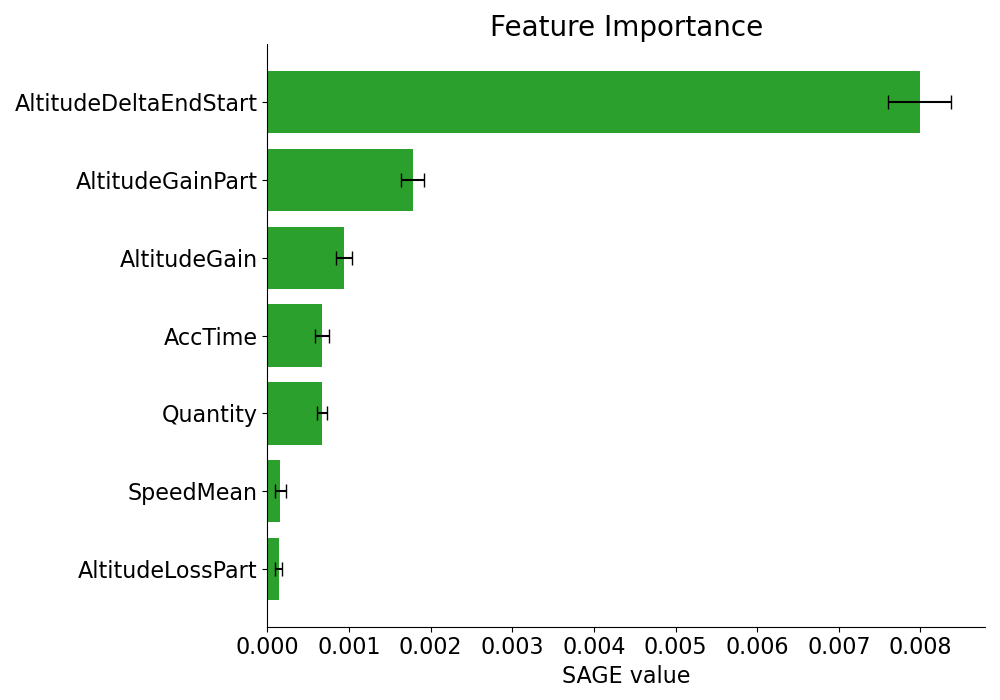 Feature Importance
AltitudeDeltaEndStart
AltitudeGainPart
AltitudeGain
AccTime
Quantity
SpeedMean
AltitudeLossPart
0.000 0.001 0.002 0.003 0.004 0.005 0.006 0.007 0.008
SAGE value